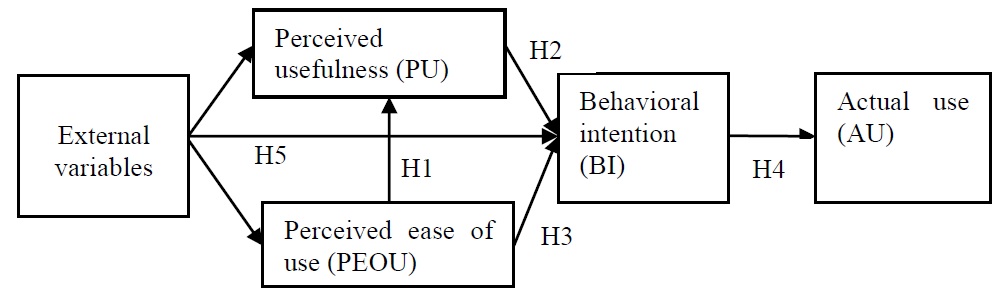 Perceived
usefulness (PU)
H2
External
variables
H5
H1
Behavioral
intention
(BI)
H4
Actual use
(AU)
Perceived ease of
use (PEOU)
H3